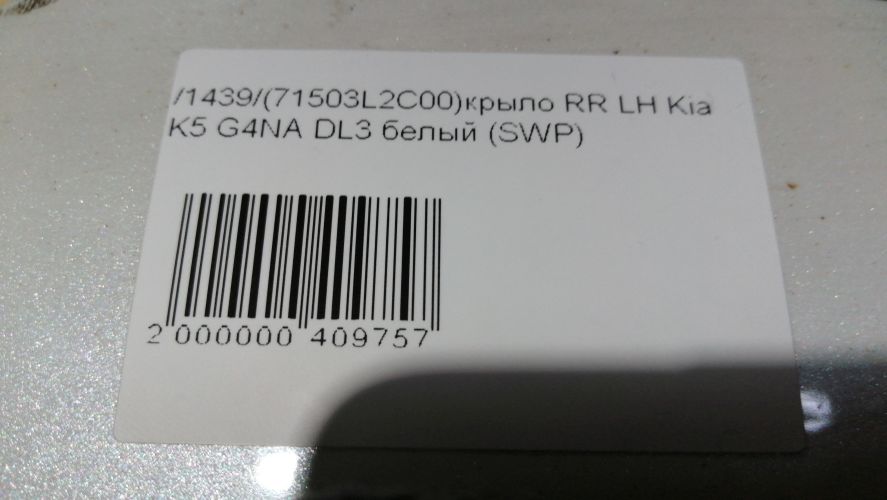 /1439/(71503L2C00)крыло RR LH Kia
K5 G4NA DL3 белый (SWP)
2 000000 409757